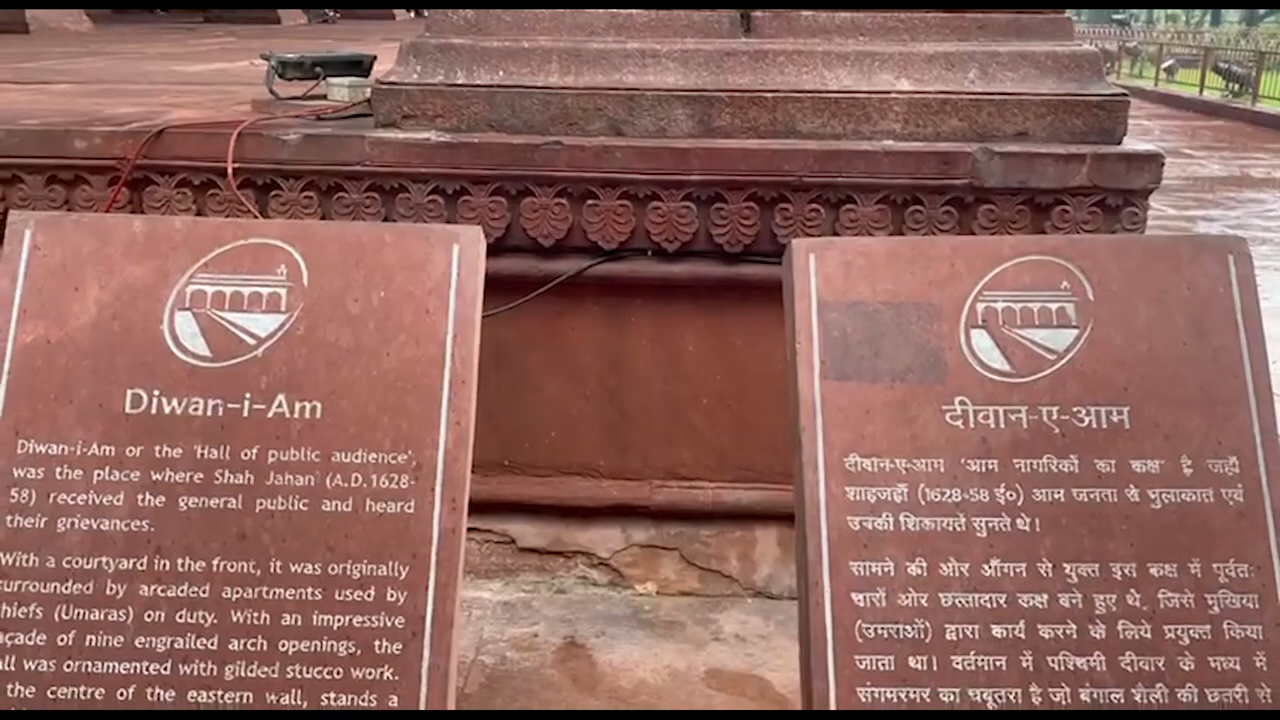 Diwan-i-Am
Diwan-i-Am or the 'Hall of public audience',
was the place where Shah Jahan (A.D.1628-
58) received the general public and heard
their grievances.
With a courtyard in the front, it was originally
surrounded by arcaded apartments used by
hiefs (Umaras) on duty. With an impressive
açade of nine engrailed arch openings, the
all was ornamented with gilded stucco work.
the centre of the eastern wall, stands a
दीवान-ए-आम
दीवान-ए-आम 'आम नागरिकों का कक्ष' है जहाँ
शाहजहाँ (1628-58 ई०) आम जनता से मुलाकात एवं
उनकी शिकायतें सुनते थे।
सामने की ओर आँगन से युक्त इस कक्ष में पूर्वतः
चारों ओर छत्तादार कक्ष बने हुए थे, जिसे मुखिया
(उमराओं) द्वारा कार्य करने के लिये प्रयुक्त किया
जाता था। वर्तमान में पश्चिमी दीवार के मध्य में
संगमरमर का चबूतरा है जो बंगाल शैली की छतरी से